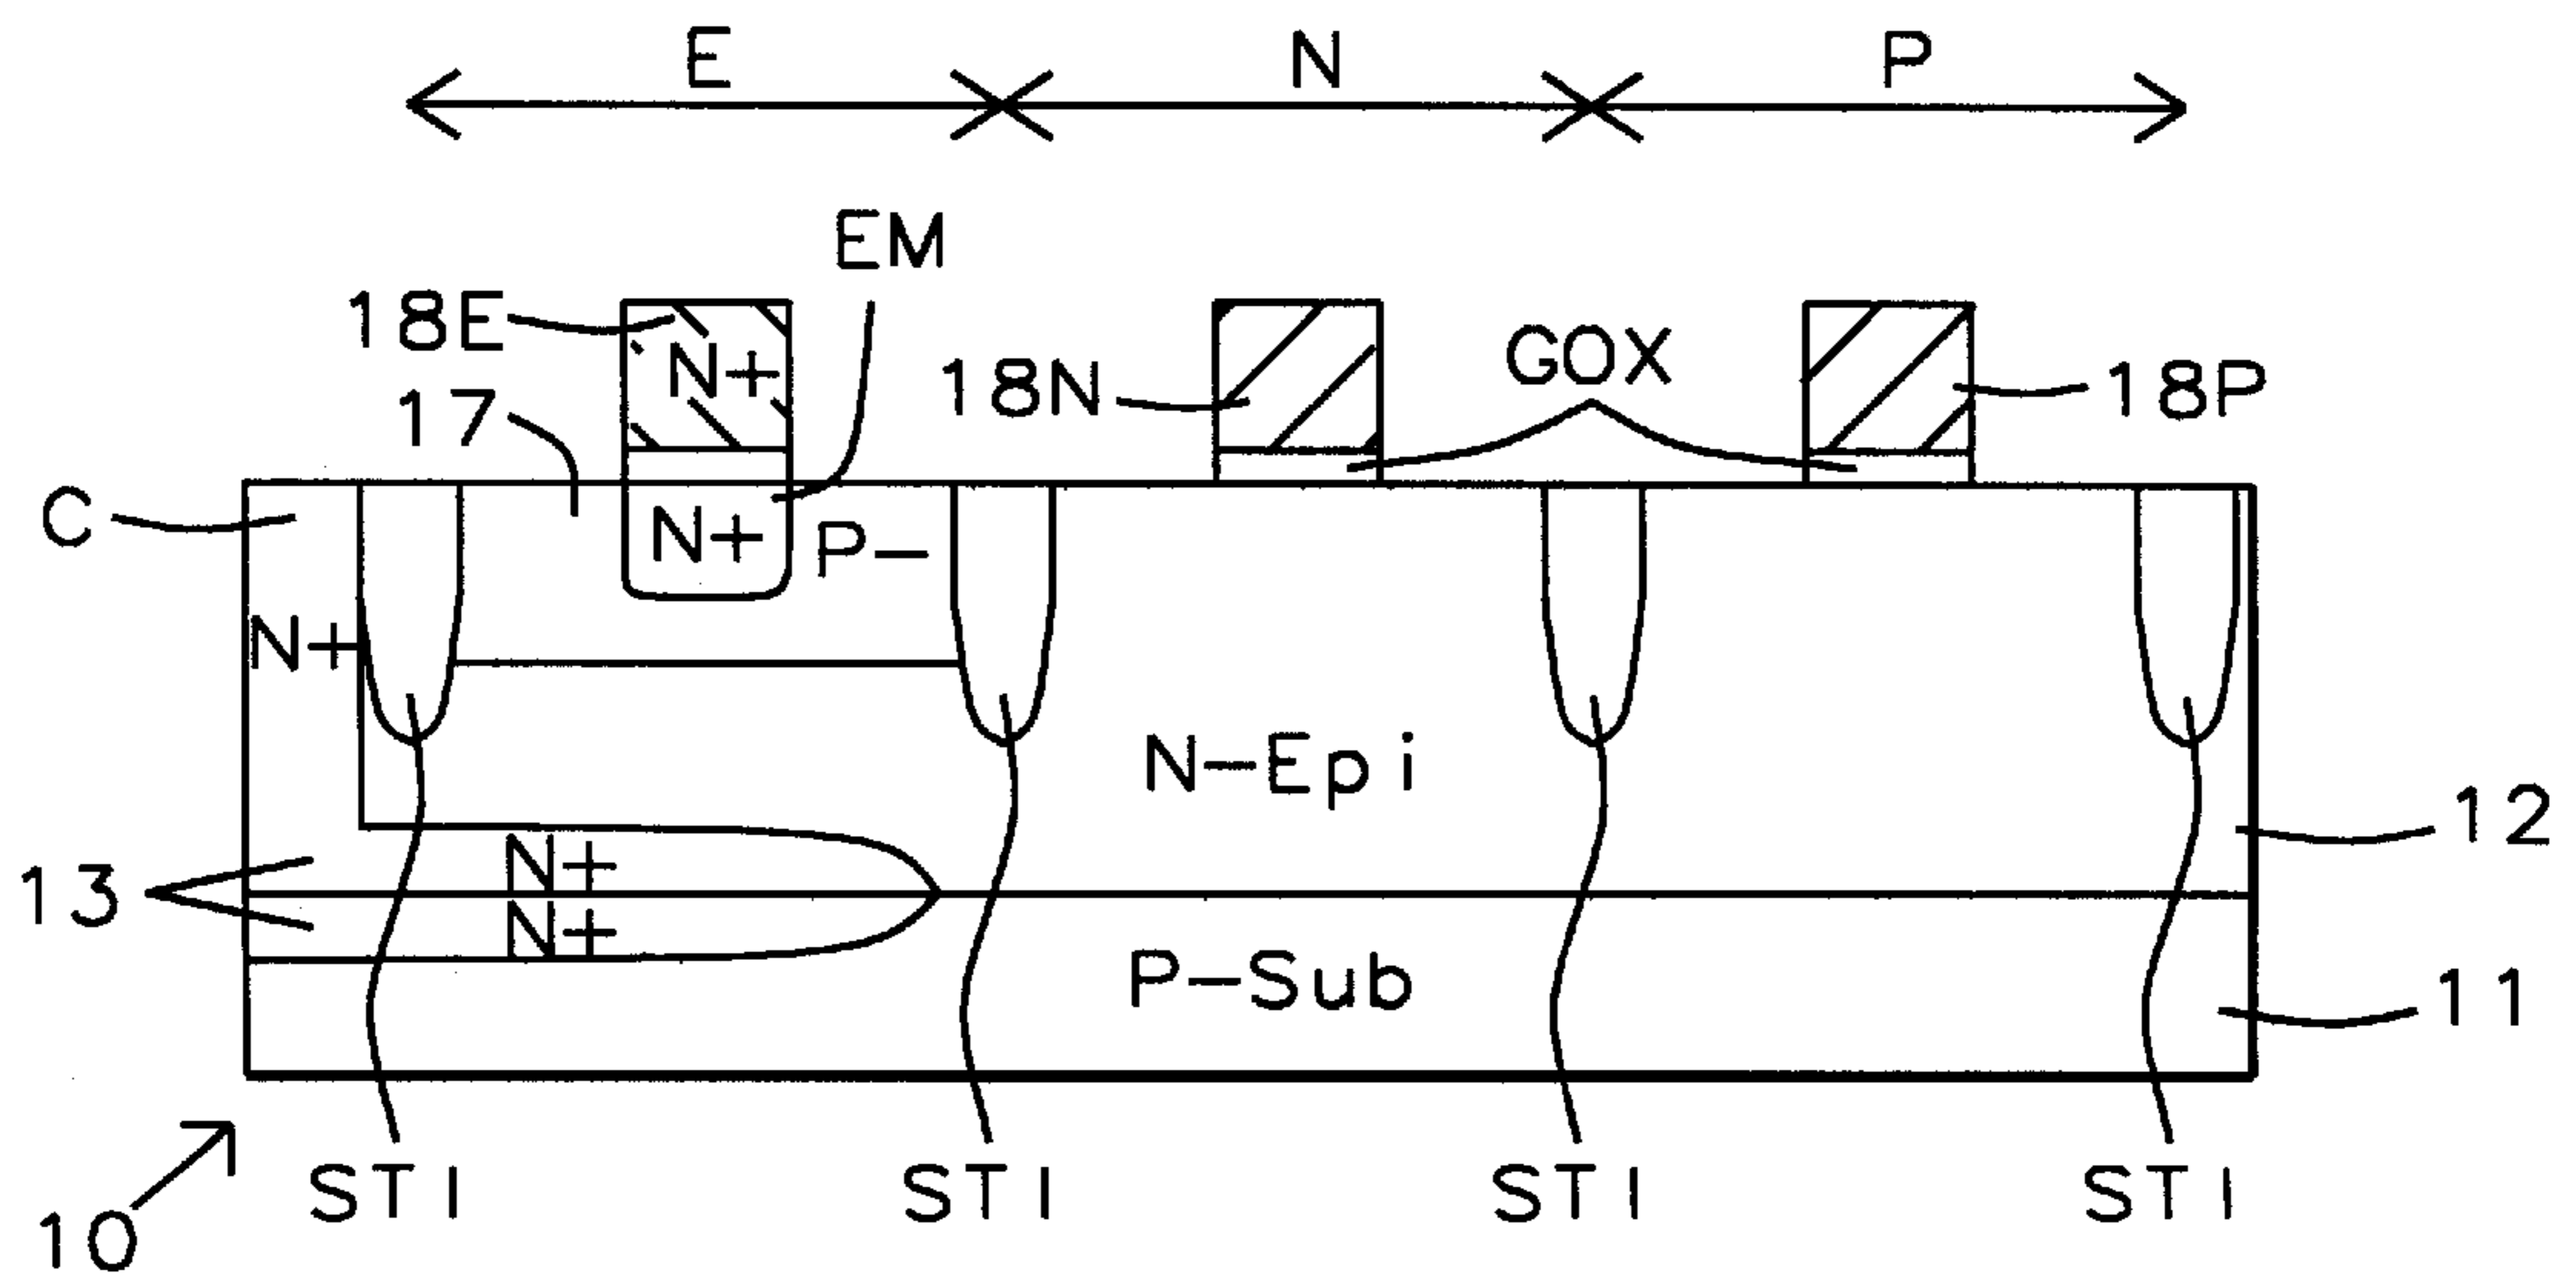 E N P
EM
18E
N+
18N
GOX
18P
17
C
N+
P-
N+
N-Epi
12
13
N+
N+
P-Sub
11
10
STI STI STI STI